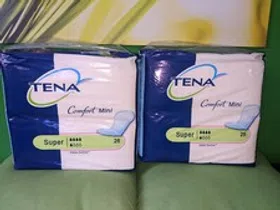 TENA
Comfort Mini
Super
28
TENA
Comfort Mini
Super
28